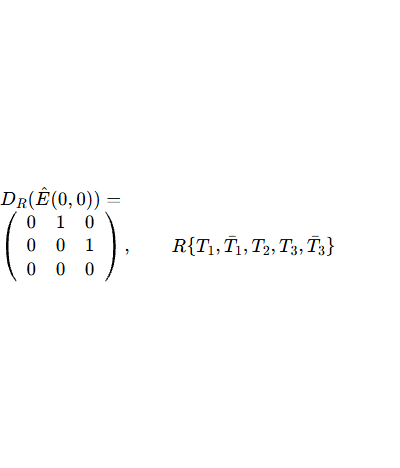 D_R(Ê(0,0)) =
( 0 1 0
0 0 1
0 0 0 ) , R{T_1, T̄_1, T_2, T_3, T̄_3}